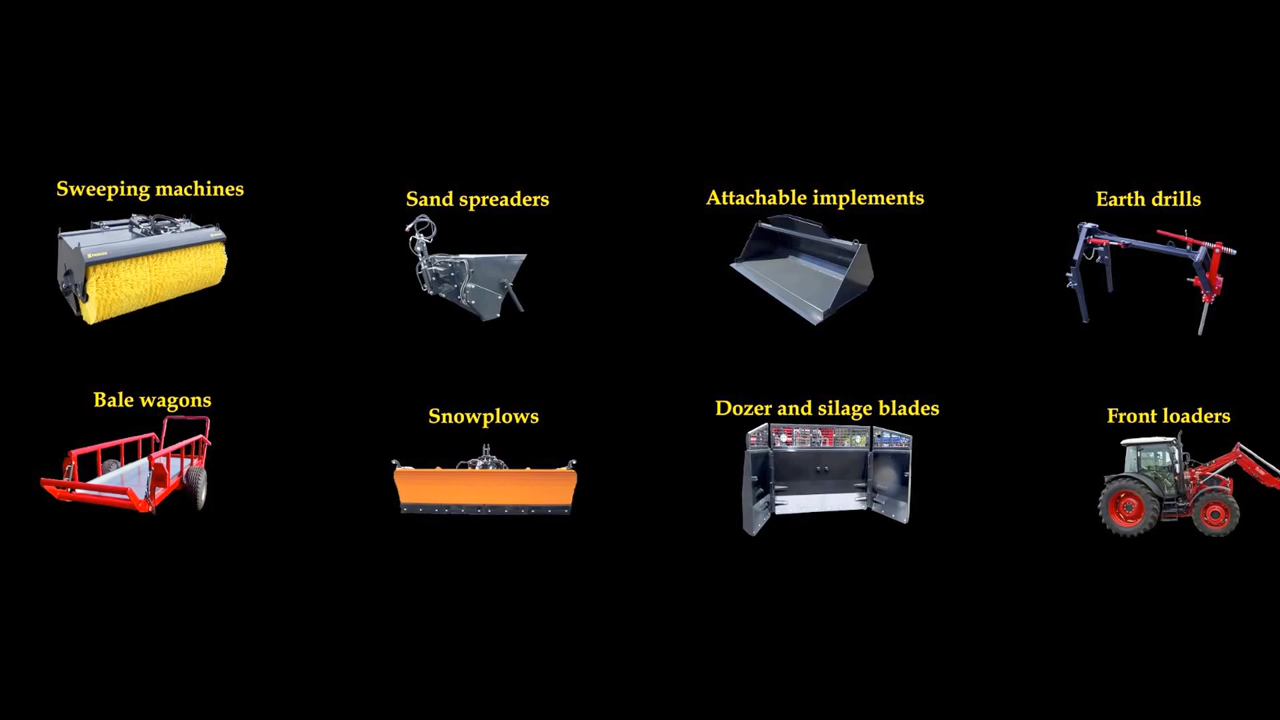 Sweeping machines
Sand spreaders
Attachable implements
Earth drills
Bale wagons
Snowplows
Dozer and silage blades
Front loaders